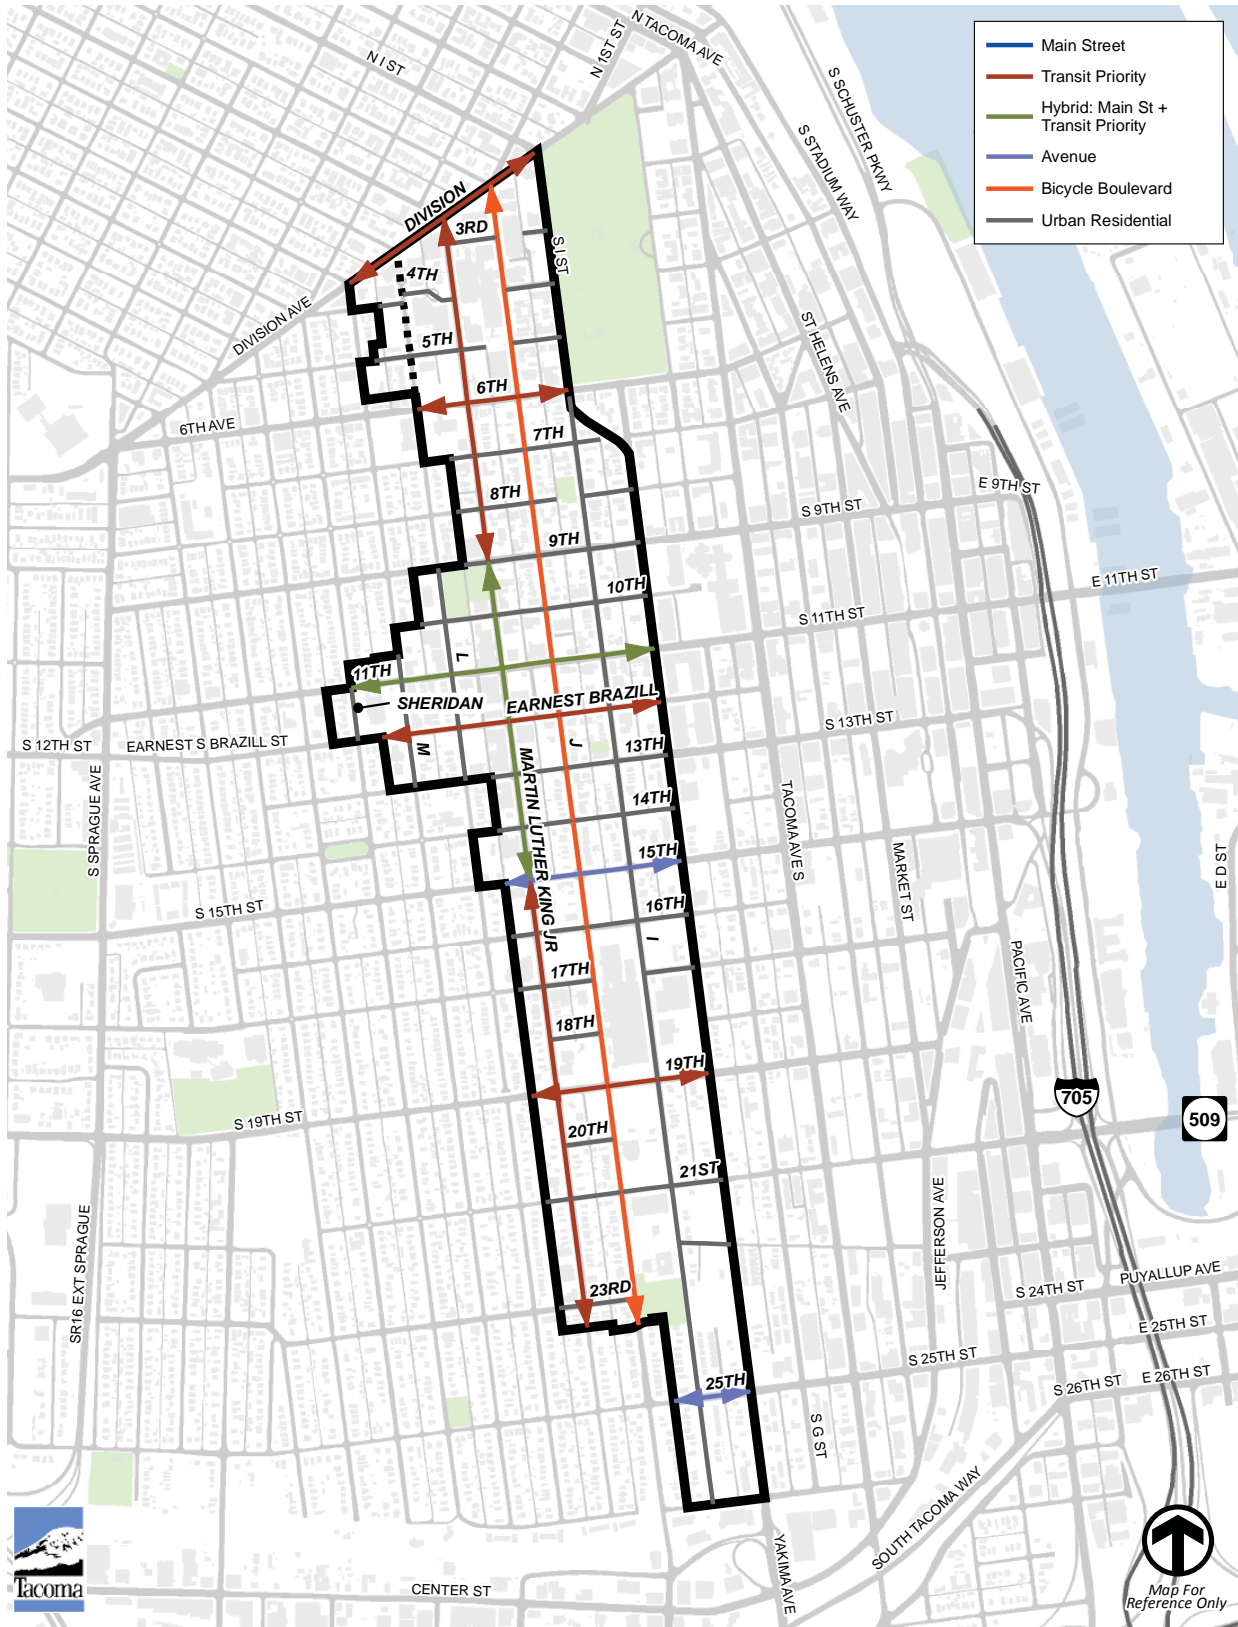 Main Street
Transit Priority
Hybrid: Main St +
Transit Priority
Avenue
Bicycle Boulevard
Urban Residential
N TACOMA AVE
N 1ST ST
N I ST
S SCHUSTER PKWY
S STADIUM WAY
DIVISION
3RD
S I ST
4TH
DIVISION AVE
5TH
ST HELENS AVE
6TH
6TH AVE
7TH
E 9TH ST
8TH
S 9TH ST
9TH
10TH
E 11TH ST
S 11TH ST
L
11TH
SHERIDAN
EARNEST BRAZILL
S 13TH ST
S 12TH ST
EARNEST S BRAZILL ST
M
J
13TH
MARTIN LUTHER KING JR
14TH
TACOMA AVE S
S SPRAGUE AVE
15TH
MARKET ST
E D ST
S 15TH ST
16TH
I
17TH
PACIFIC AVE
18TH
19TH
705
509
S 19TH ST
20TH
21ST
JEFFERSON AVE
SR16 EXT SPRAGUE
PUYALLUP AVE
S 24TH ST
23RD
E 25TH ST
S 25TH ST
E 26TH ST
S 26TH ST
25TH
S G ST
SOUTH TACOMA WAY
YAKIMA AVE
CENTER ST
Tacoma
Map For
Reference Only